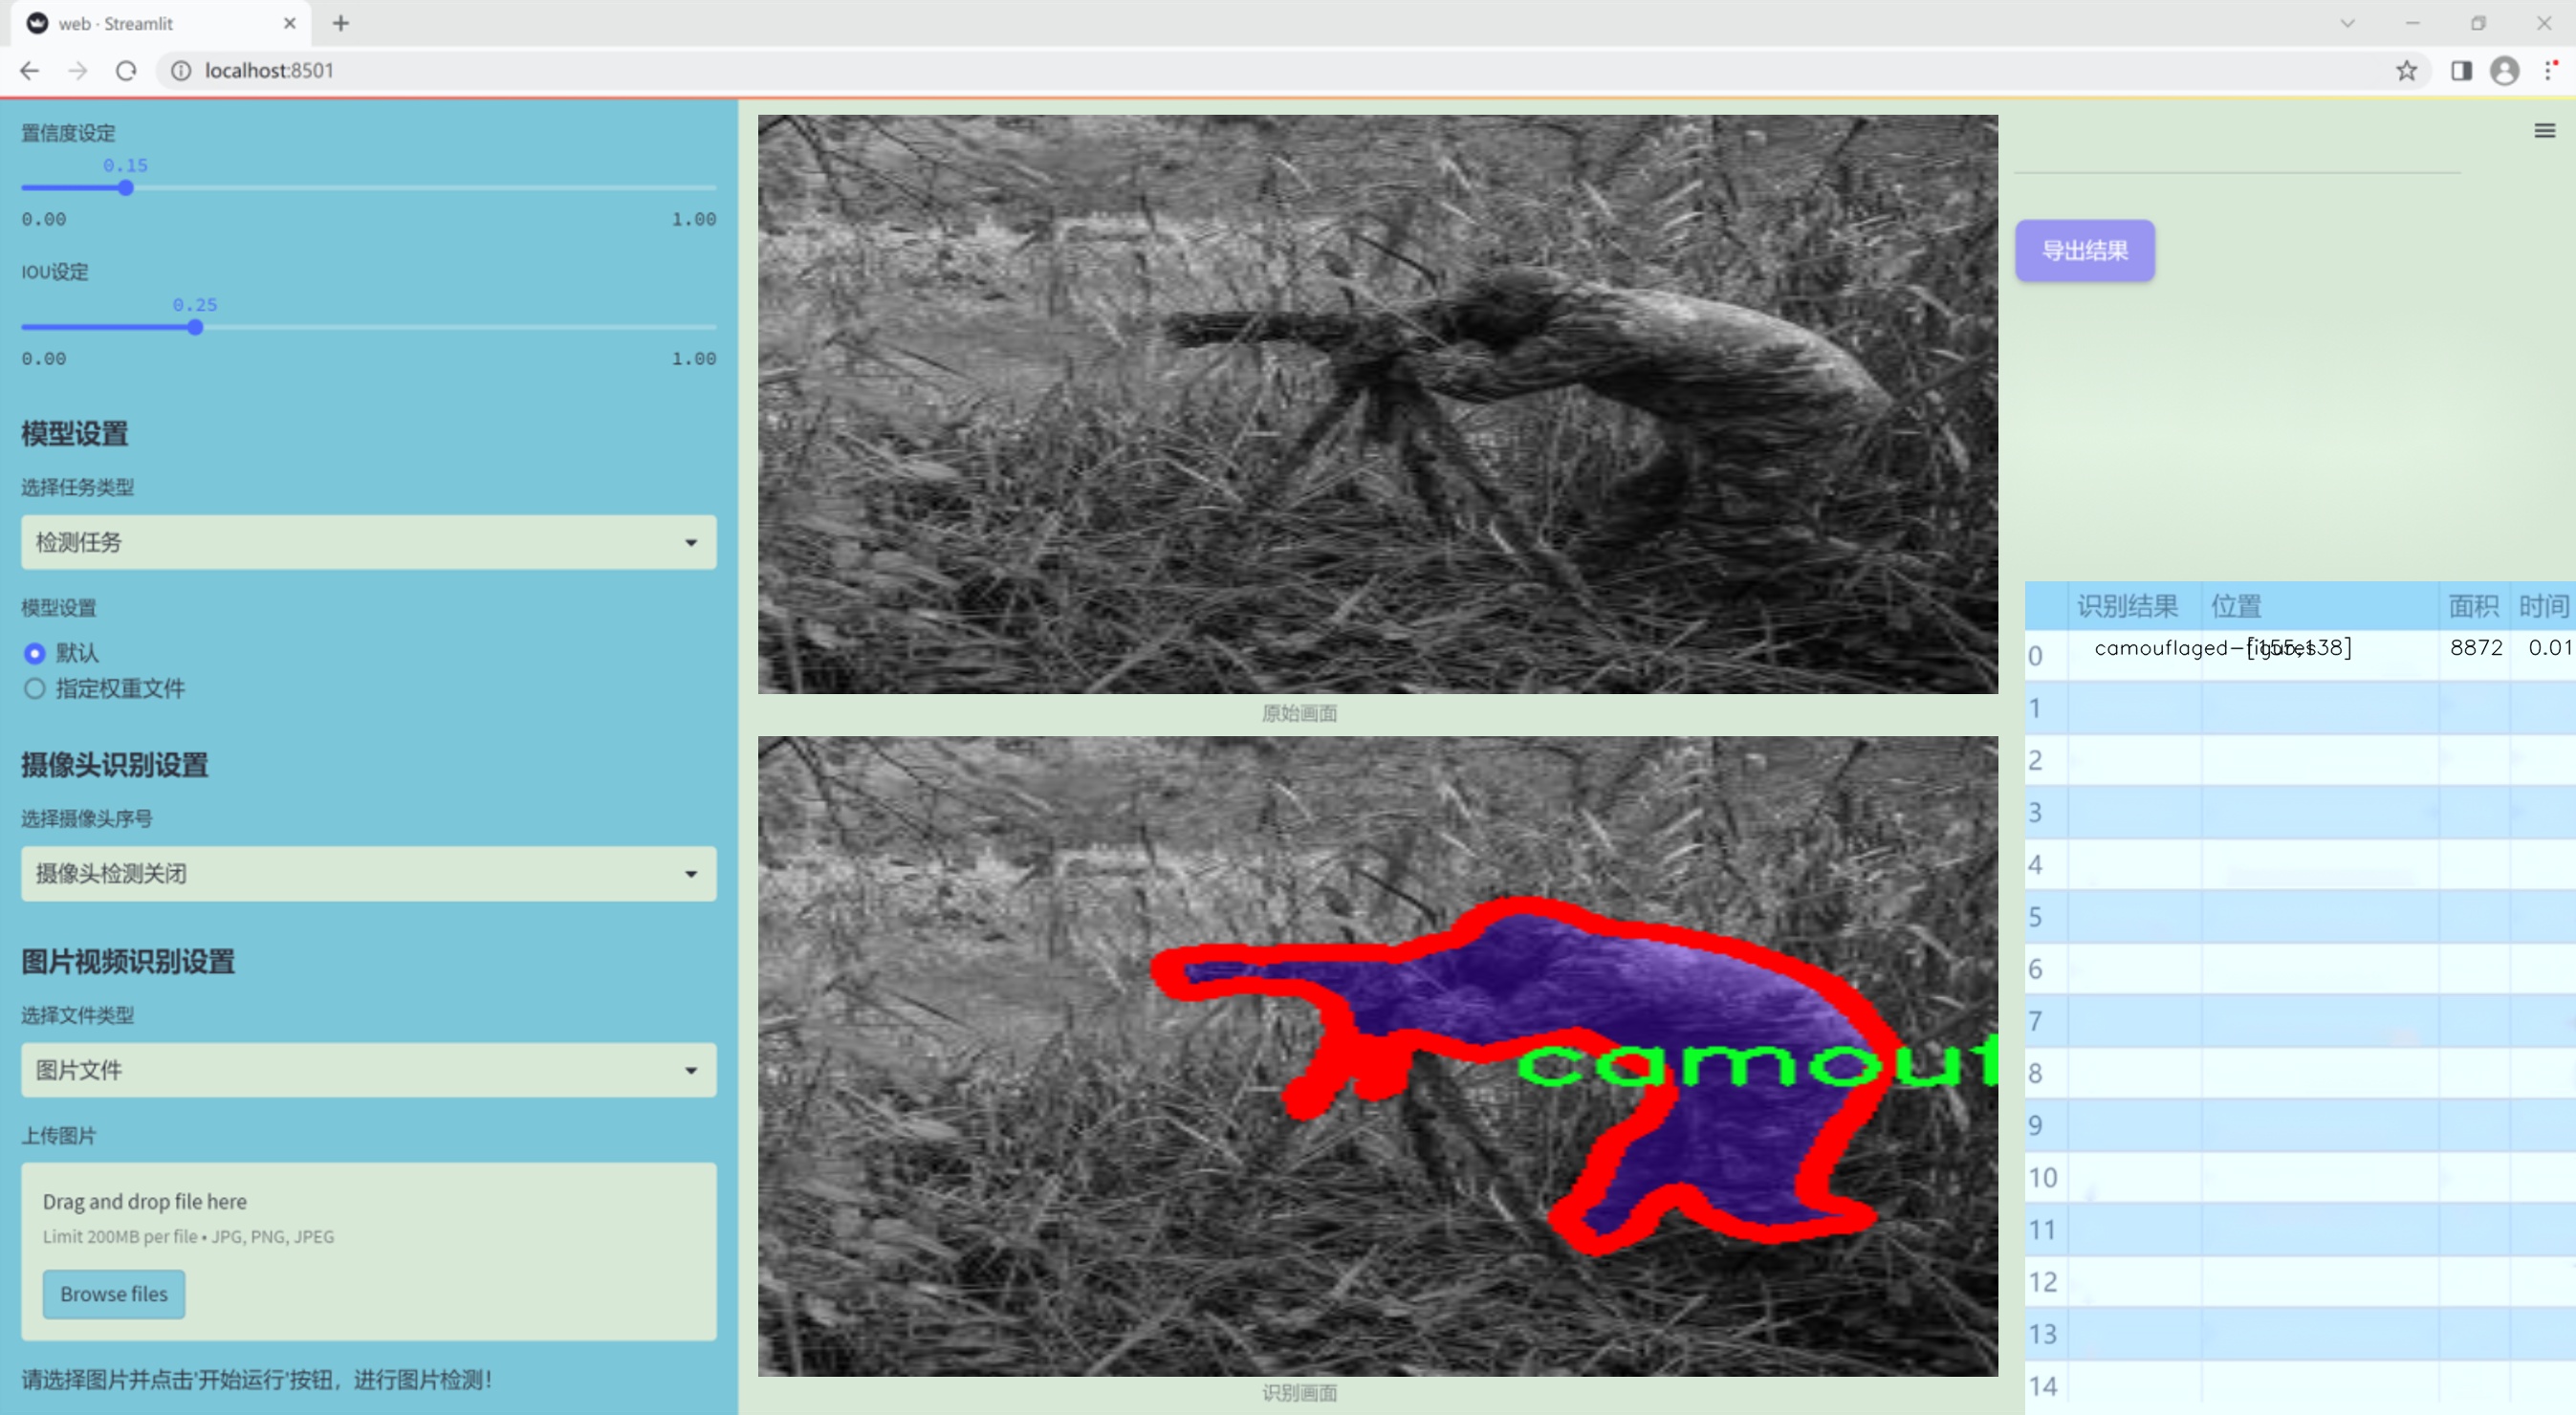 web · Streamlit
localhost:8501
置信度设定
0.15
0.00 1.00
IOU设定
0.25
0.00 1.00
模型设置
选择任务类型
检测任务
模型设置
默认
指定权重文件
摄像头识别设置
选择摄像头序号
摄像头检测关闭
图片视频识别设置
选择文件类型
图片文件
上传图片
Drag and drop file here
Limit 200MB per file • JPG, PNG, JPEG
Browse files
请选择图片并点击'开始运行'按钮，进行图片检测！
原始画面
camouf
识别画面
导出结果
识别结果 位置 面积 时间
0 camouflaged-figures [155,138] 8872 0.01
1
2
3
4
5
6
7
8
9
10
11
12
13
14